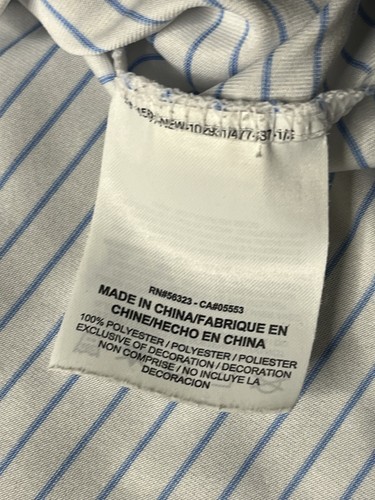 RN#56323 - CA#05553
MADE IN CHINA/FABRIQUE EN
CHINE/HECHO EN CHINA
100% POLYESTER / POLYESTER / POLIESTER
EXCLUSIVE OF DECORATION / DECORATION
NON COMPRISE / NO INCLUYE LA
DECORACION